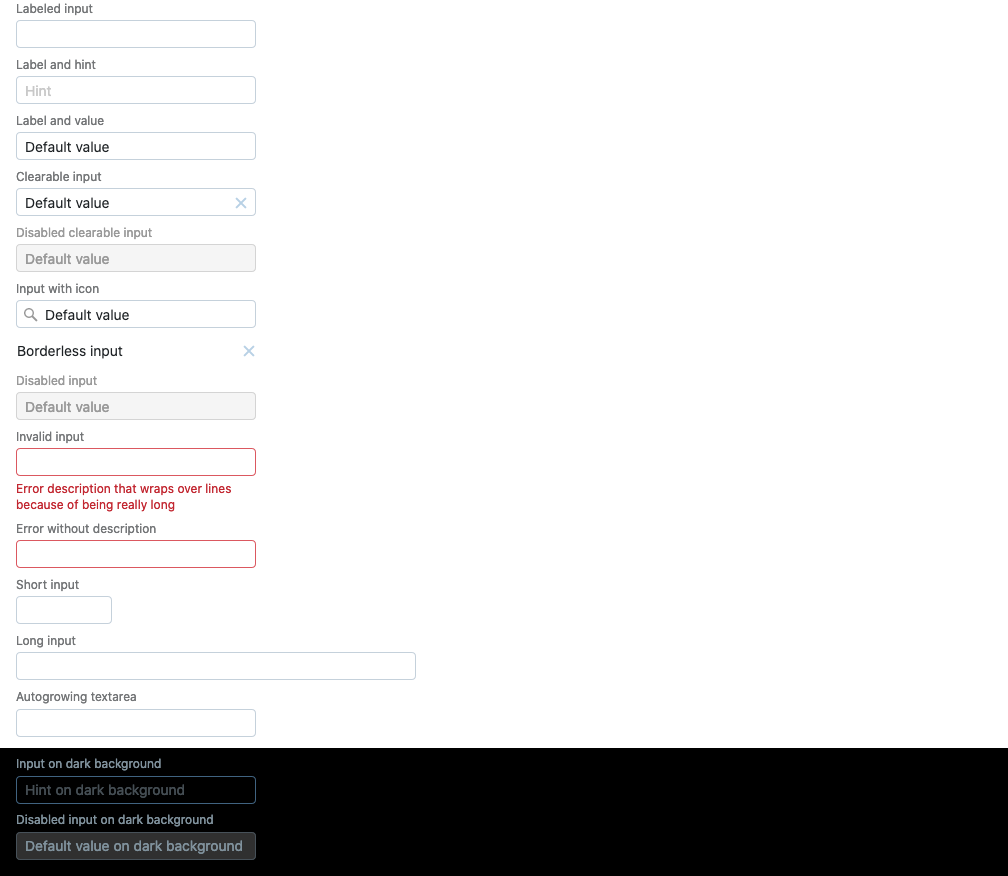 Labeled input
Label and hint
Hint
Label and value
Default value
Clearable input
Default value
Disabled clearable input
Default value
Input with icon
Default value
Borderless input
Disabled input
Default value
Invalid input
Error description that wraps over lines
because of being really long
Error without description
Short input
Long input
Autogrowing textarea
Input on dark background
Hint on dark background
Disabled input on dark background
Default value on dark background